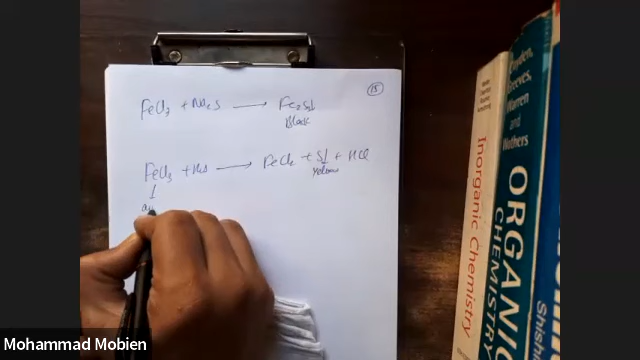 15
FeCl3 + Na2S → Fe2S3↓
Black
FeCl3 + H2S → FeCl2 + S↓ + HCl
Yellow
Inorganic Chemistry
Clayden, Greeves, Warren and Wothers
ORGANIC CHEMISTRY
Mohammad Mobien